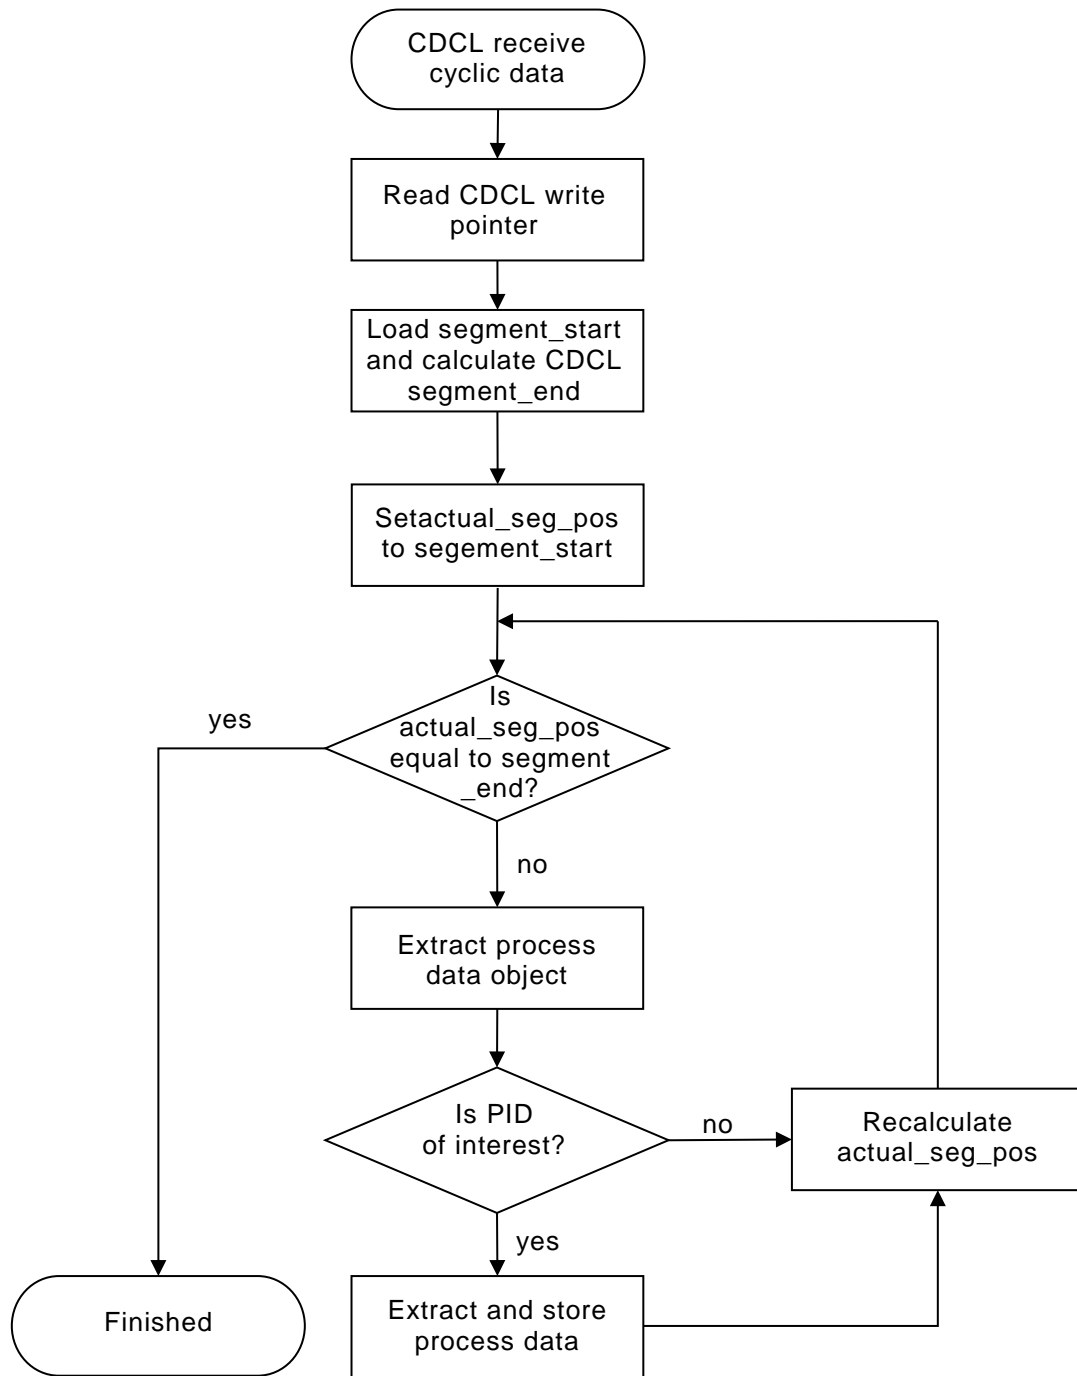 CDCL receive
cyclic data
Read CDCL write
pointer
Load segment_start
and calculate CDCL
segment_end
Setactual_seg_pos
to segement_start
Is
actual_seg_pos
equal to segment
_end?
yes
no
Extract process
data object
Is PID
of interest?
no
Recalculate
actual_seg_pos
yes
Extract and store
process data
Finished